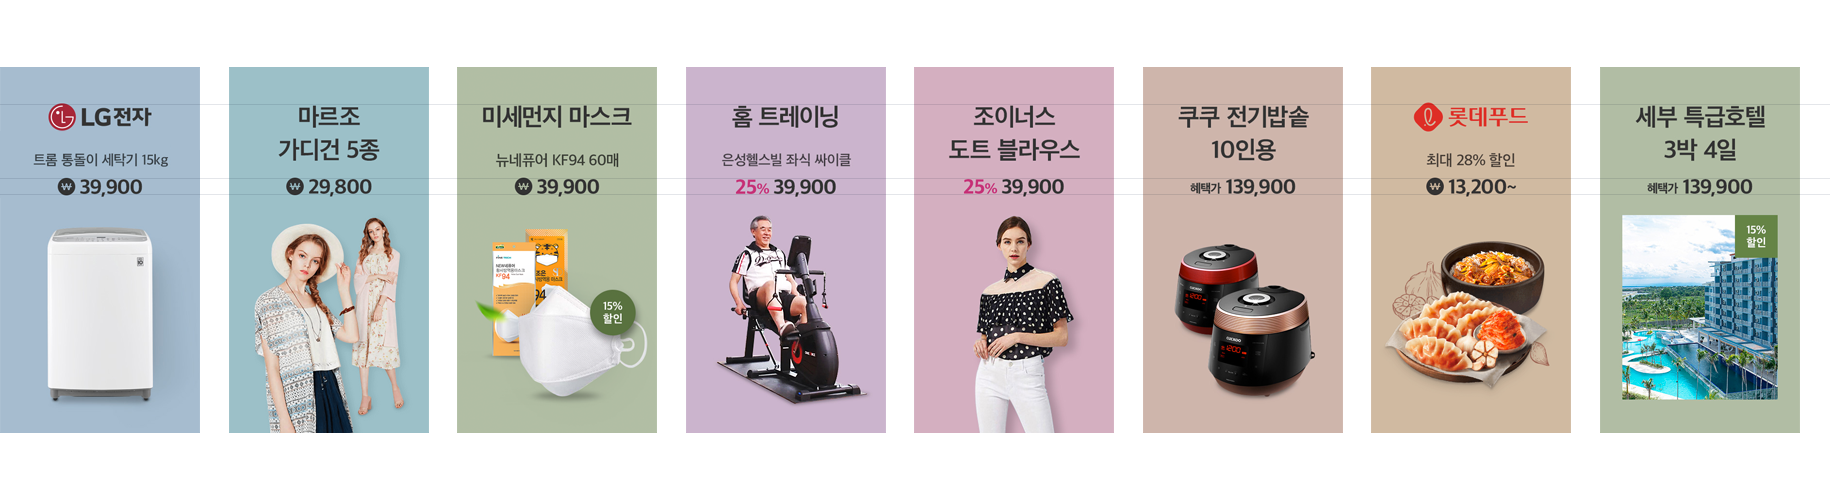 LG전자
트롬 통돌이 세탁기 15kg
₩ 39,900
마르조
가디건 5종
₩ 29,800
미세먼지 마스크
뉴네퓨어 KF94 60매
₩ 39,900
94
15%
할인
홈 트레이닝
은성헬스빌 좌식 싸이클
25% 39,900
조이너스
도트 블라우스
25% 39,900
쿠쿠 전기밥솥
10인용
혜택가 139,900
CUCKOO
롯데푸드
최대 28% 할인
₩ 13,200~
세부 특급호텔
3박 4일
혜택가 139,900
15%
할인